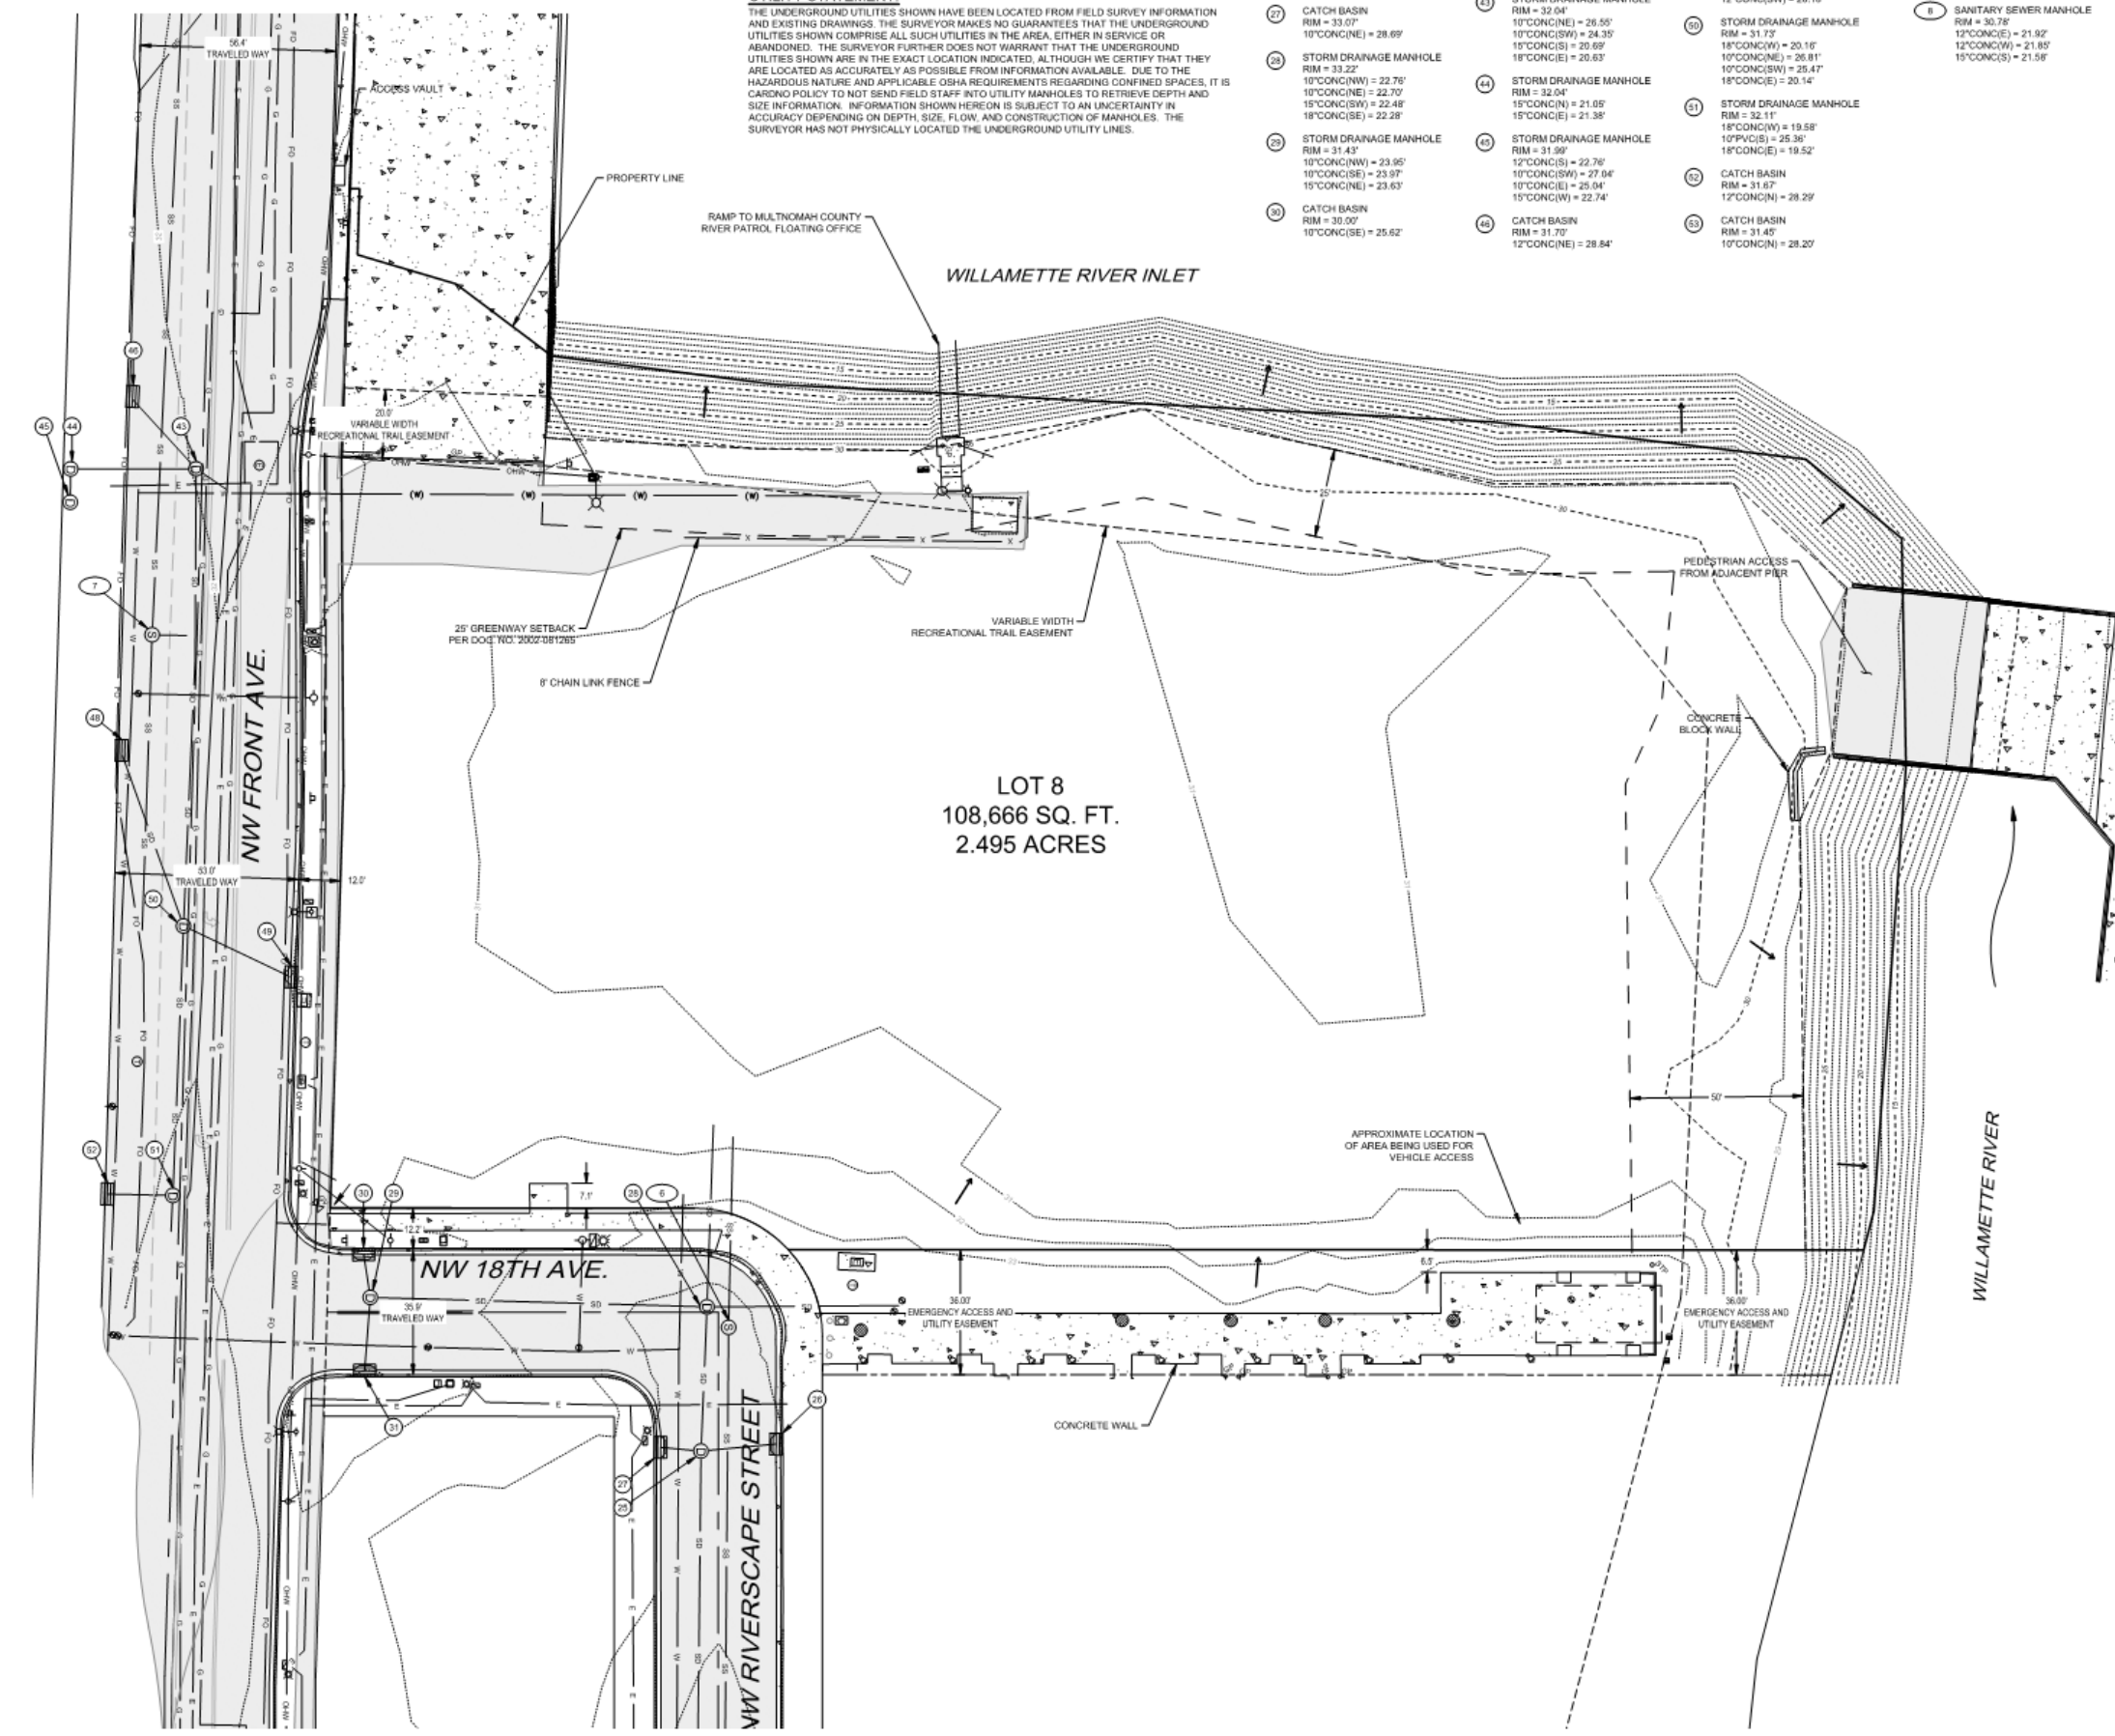 THE UNDERGROUND UTILITIES SHOWN HAVE BEEN LOCATED FROM FIELD SURVEY INFORMATION
AND EXISTING DRAWINGS. THE SURVEYOR MAKES NO GUARANTEES THAT THE UNDERGROUND
UTILITIES SHOWN COMPRISE ALL SUCH UTILITIES IN THE AREA, EITHER IN SERVICE OR
ABANDONED. THE SURVEYOR FURTHER DOES NOT WARRANT THAT THE UNDERGROUND
UTILITIES SHOWN ARE IN THE EXACT LOCATION INDICATED, ALTHOUGH WE CERTIFY THAT THEY
ARE LOCATED AS ACCURATELY AS POSSIBLE FROM INFORMATION AVAILABLE. DUE TO THE
HAZARDOUS NATURE AND APPLICABLE OSHA REQUIREMENTS REGARDING CONFINED SPACES, IT IS
CARDNO POLICY TO NOT SEND FIELD STAFF INTO UTILITY MANHOLES TO RETRIEVE DEPTH AND
SIZE INFORMATION. INFORMATION SHOWN HEREON IS SUBJECT TO AN UNCERTAINTY IN
ACCURACY DEPENDING ON DEPTH, SIZE, FLOW, AND CONSTRUCTION OF MANHOLES. THE
SURVEYOR HAS NOT PHYSICALLY LOCATED THE UNDERGROUND UTILITY LINES.
27 CATCH BASIN
RIM = 33.07'
10"CONC(NE) = 28.69'
28 STORM DRAINAGE MANHOLE
RIM = 33.22'
10"CONC(NW) = 22.76'
10"CONC(NE) = 22.70'
15"CONC(SW) = 22.48'
18"CONC(SE) = 22.28'
29 STORM DRAINAGE MANHOLE
RIM = 31.43'
10"CONC(NW) = 23.95'
10"CONC(SE) = 23.97'
15"CONC(NE) = 23.63'
30 CATCH BASIN
RIM = 30.00'
10"CONC(SE) = 25.62'
43
RIM = 32.04'
10"CONC(NE) = 26.55'
10"CONC(SW) = 24.35'
15"CONC(S) = 20.69'
18"CONC(E) = 20.63'
44 STORM DRAINAGE MANHOLE
RIM = 32.04'
15"CONC(N) = 21.05'
15"CONC(E) = 21.38'
45 STORM DRAINAGE MANHOLE
RIM = 31.99'
12"CONC(S) = 22.76'
10"CONC(SW) = 27.04'
10"CONC(E) = 25.04'
15"CONC(W) = 22.74'
46 CATCH BASIN
RIM = 31.70'
12"CONC(NE) = 28.84'
50 STORM DRAINAGE MANHOLE
RIM = 31.73'
18"CONC(W) = 20.16'
10"CONC(NE) = 26.81'
10"CONC(SW) = 25.47'
18"CONC(E) = 20.14'
51 STORM DRAINAGE MANHOLE
RIM = 32.11'
18"CONC(W) = 19.58'
10"PVC(S) = 25.36'
18"CONC(E) = 19.52'
52 CATCH BASIN
RIM = 31.67'
12"CONC(N) = 28.29'
53 CATCH BASIN
RIM = 31.45'
10"CONC(N) = 28.20'
8 SANITARY SEWER MANHOLE
RIM = 30.78'
12"CONC(E) = 21.92'
12"CONC(W) = 21.85'
15"CONC(S) = 21.56'
56.4'
TRAVELED WAY
ACCESS VAULT
PROPERTY LINE
RAMP TO MULTNOMAH COUNTY
RIVER PATROL FLOATING OFFICE
WILLAMETTE RIVER INLET
20.0'
VARIABLE WIDTH
RECREATIONAL TRAIL EASEMENT
46
45
44
43
(W) (W) (W) (W)
25'
PEDESTRIAN ACCESS
FROM ADJACENT PIER
7
25' GREENWAY SETBACK
PER DOC. NO. 2002-081265
VARIABLE WIDTH
RECREATIONAL TRAIL EASEMENT
8' CHAIN LINK FENCE
48
NW FRONT AVE.
CONCRETE
BLOCK WALL
LOT 8
108,666 SQ. FT.
2.495 ACRES
53.0'
TRAVELED WAY
12.0'
50
49
50'
APPROXIMATE LOCATION
OF AREA BEING USED FOR
VEHICLE ACCESS
WILLAMETTE RIVER
52
51
30
29
7.1'
28
6
12.2'
NW 18TH AVE.
35.9'
TRAVELED WAY
6.5'
36.00'
EMERGENCY ACCESS AND
UTILITY EASEMENT
36.00'
EMERGENCY ACCESS AND
UTILITY EASEMENT
31
26
CONCRETE WALL
27
25
NW RIVERSCAPE STREET